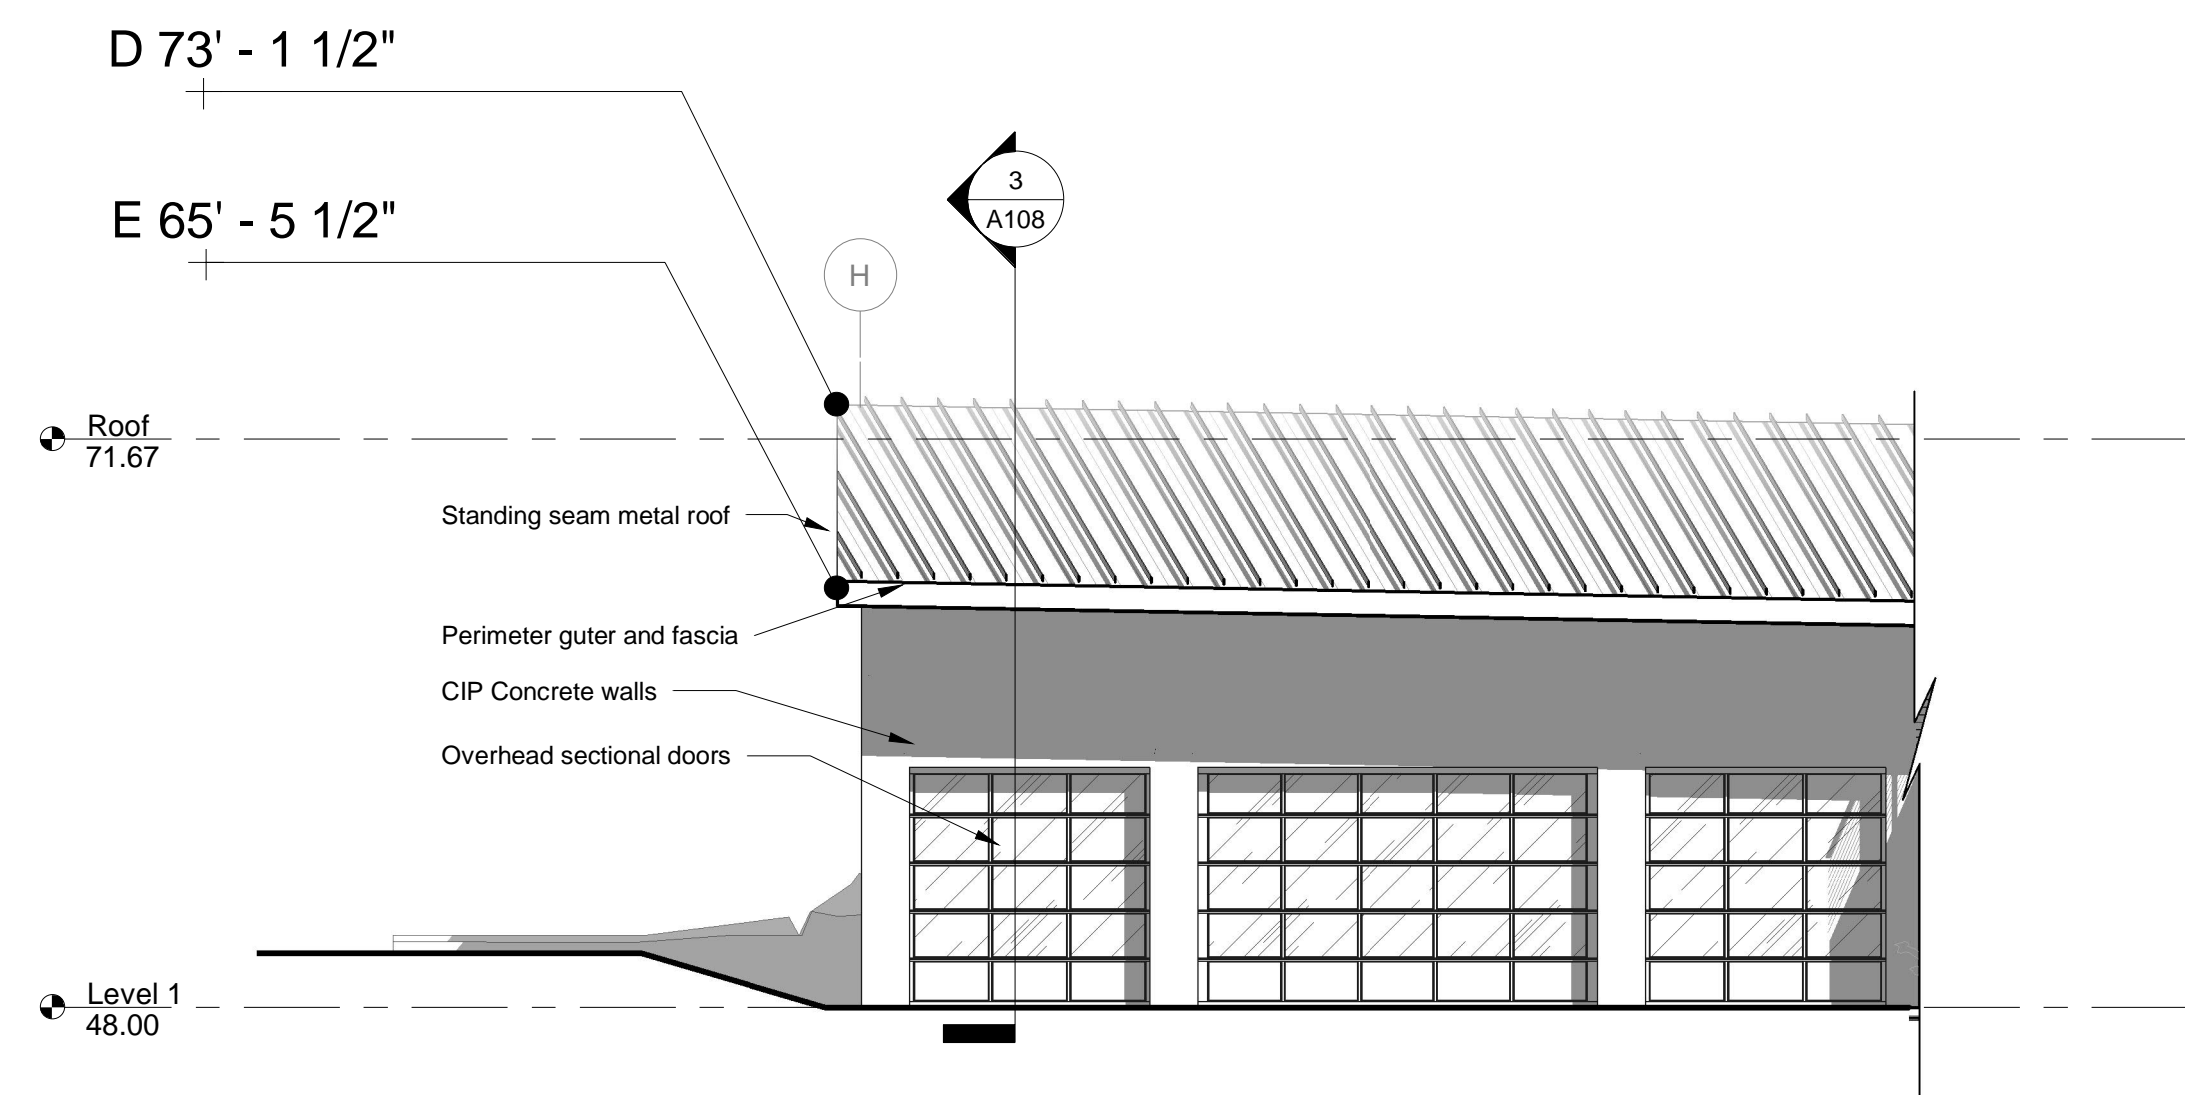 D 73' - 1 1/2"
E 65' - 5 1/2"
3
A108
H
Roof
71.67
Standing seam metal roof
Perimeter guter and fascia
CIP Concrete walls
Overhead sectional doors
Level 1
48.00